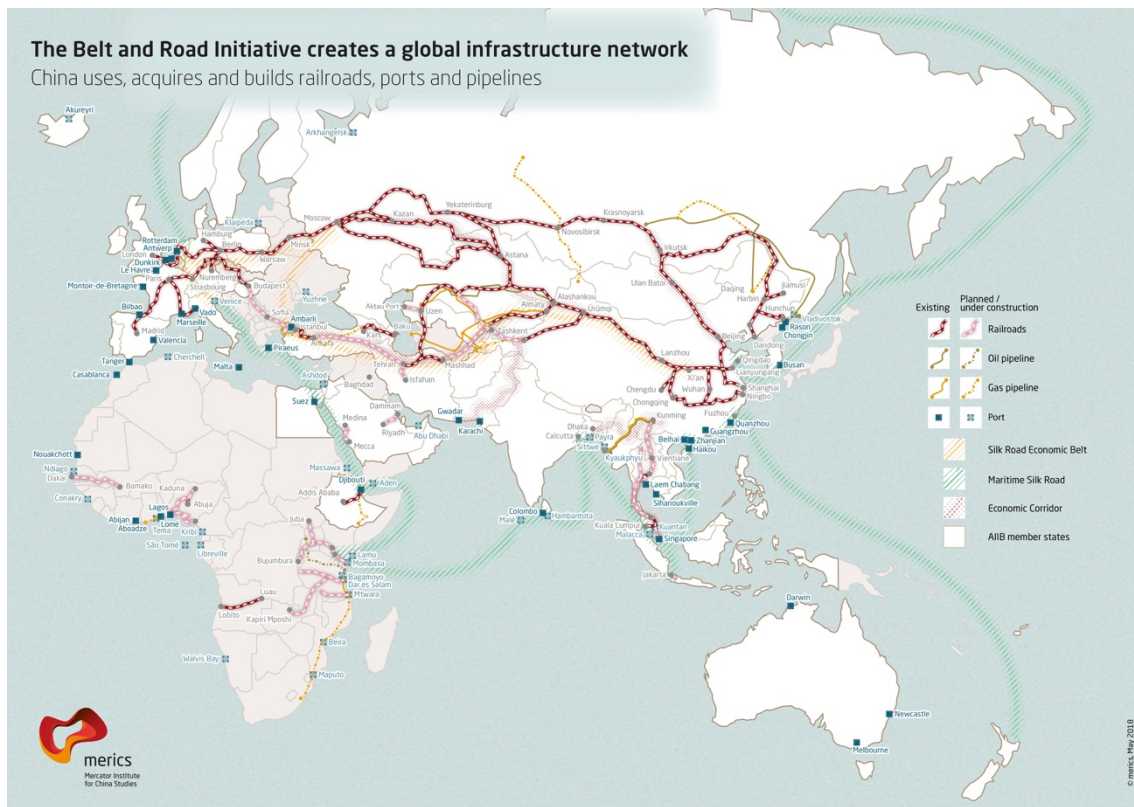 The Belt and Road Initiative creates a global infrastructure network
China uses, acquires and builds railroads, ports and pipelines
Akureyri
Arkhangelsk
Klaipėda
Moscow
Kazan
Yekaterinburg
Krasnoyarsk
Novosibirsk
Hamburg
Rotterdam
Antwerp
Berlin
Minsk
London
Dunkirk
Warsaw
Le Havre
Paris
Nuremberg
Strasbourg
Budapest
Astana
Irkutsk
Ulan Bator
Montoir-de-Bretagne
Venice
Yuzhne
Aktau Port
Uzen
Almaty
Alashankou
Ürümqi
Daqing
Harbin
Jiamusi
Hunchun
Vladivostok
Bilbao
Vado
Marseille
Sofia
Ambarli
Istanbul
Ankara
Kars
Baku
Tashkent
Rason
Chongjin
Madrid
Valencia
Piraeus
Beijing
Dandong
Tanger
Casablanca
Cherchell
Malta
Ashdod
Tehran
Mashhad
Isfahan
Lanzhou
Qingdao
Lianyungang
Busan
Baghdad
Xi'an
Wuhan
Shanghai
Ningbo
Chengdu
Chongqing
Suez
Dammam
Medina
Riyadh
Mecca
Abu Dhabi
Gwadar
Karachi
Dhaka
Calcutta
Payra
Sittwe
Kyaukphyu
Kunming
Fuzhou
Quanzhou
Guangzhou
Beihai
Zhanjian
Haikou
Vientiane
Nouakchott
Ndiago
Dakar
Bamako
Conakry
Kaduna
Abuja
Lagos
Lomé
Abijan
Aboadze
Tema
Kribi
São Tomé
Libreville
Massawa
Djibouti
Aden
Addis Ababa
Juba
Laem Chabang
Sihanoukville
Colombo
Hambantota
Malé
Kuala Lumpur
Kuantan
Malacca
Singapore
Jakarta
Bujumbura
Lamu
Mombasa
Bagamoyo
Dar es Salam
Mtwara
Luau
Lobito
Kapiri Mposhi
Walvis Bay
Beira
Maputo
Darwin
Newcastle
Melbourne
Existing
Planned /
under construction
Railroads
Oil pipeline
Gas pipeline
Port
Silk Road Economic Belt
Maritime Silk Road
Economic Corridor
AIIB member states
merics
Mercator Institute
for China Studies
© merics, May 2018